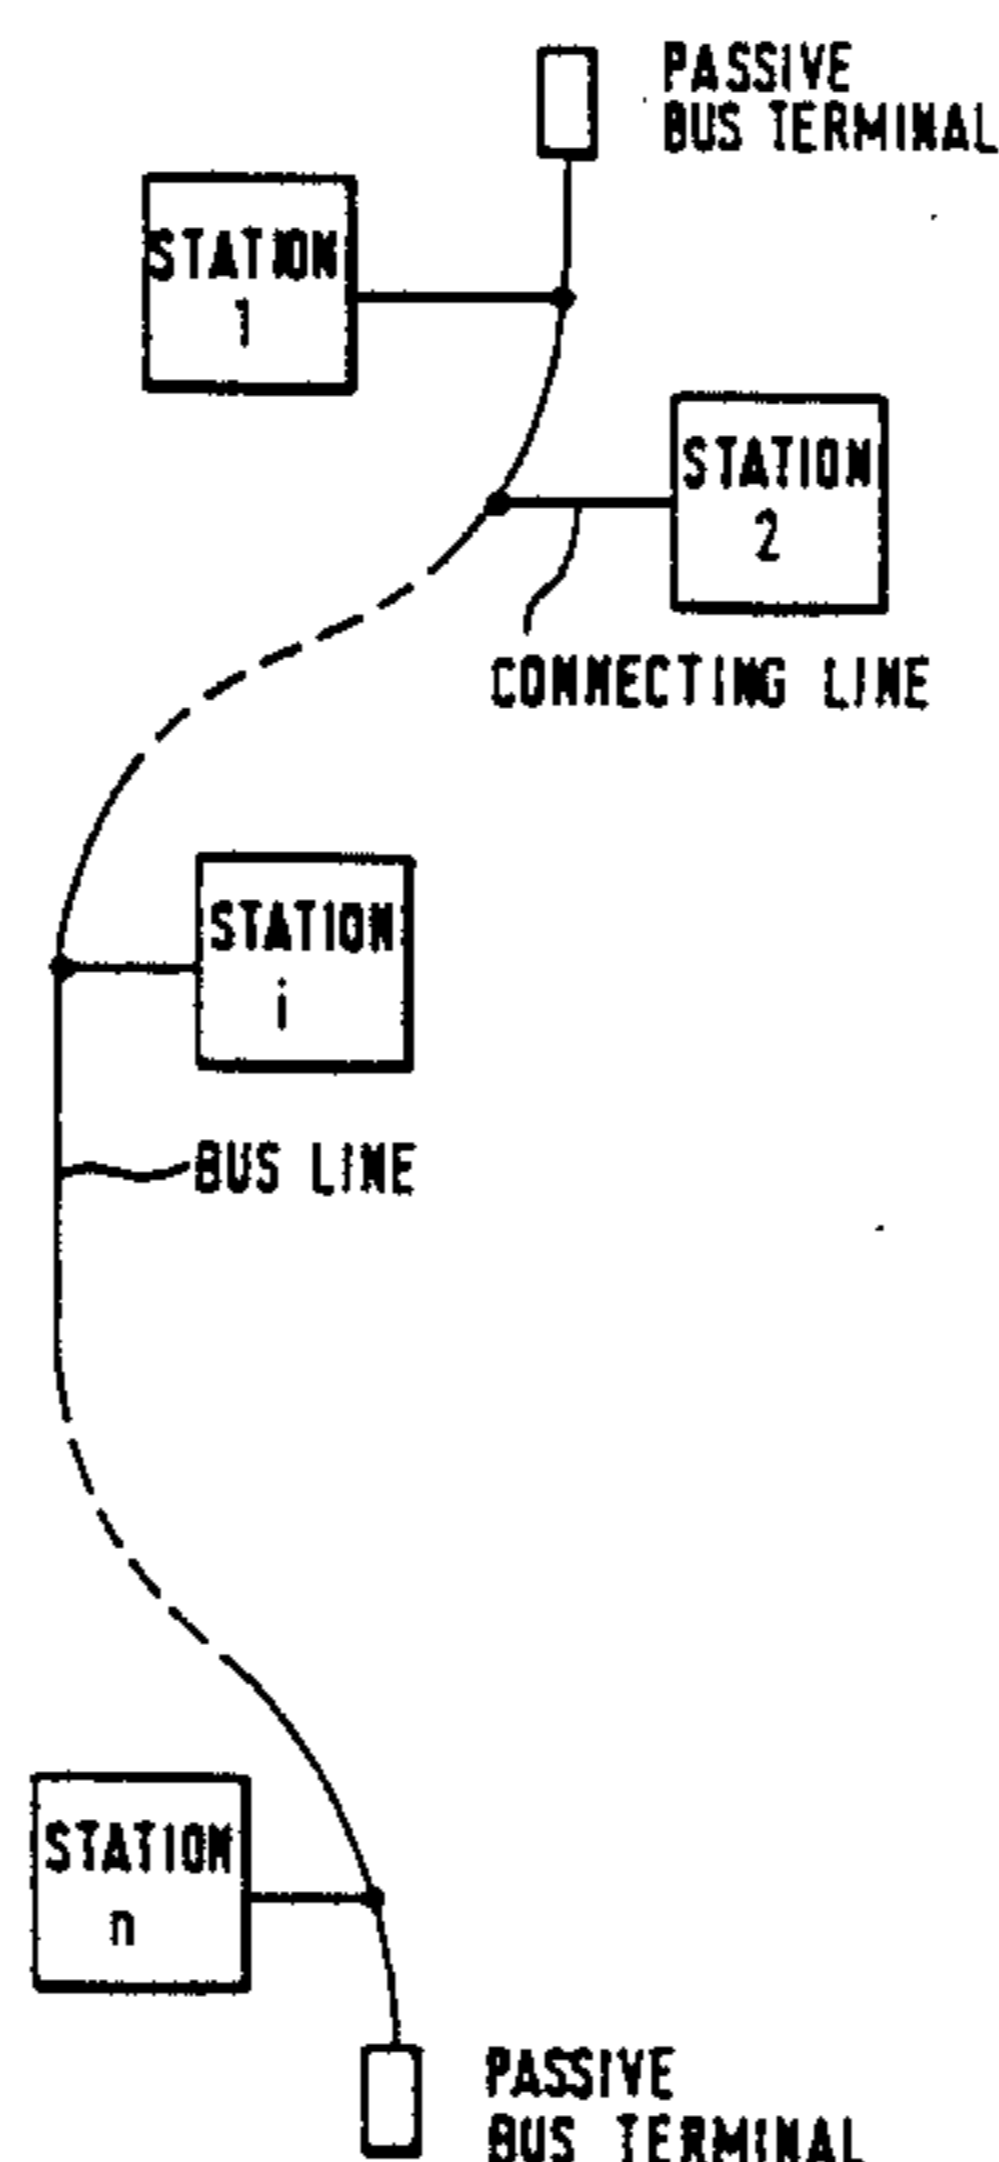 PASSIVE
BUS TERMINAL
STATION
1
STATION
2
CONNECTING LINE
STATION
i
BUS LINE
STATION
n
PASSIVE
BUS TERMINAL